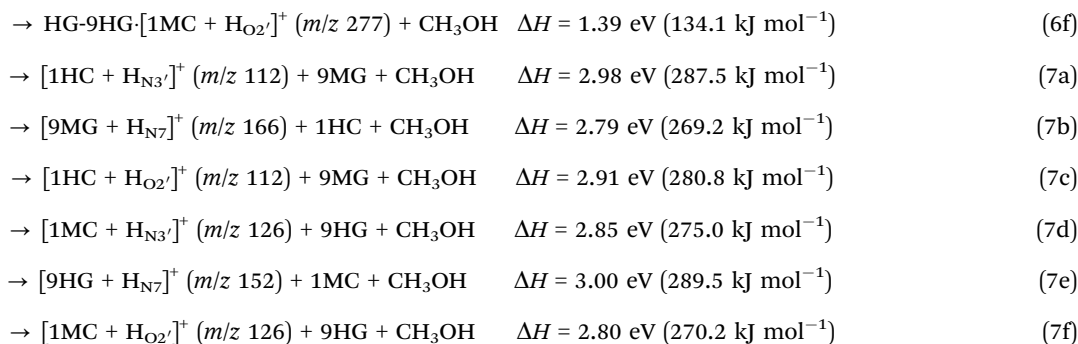 → HG-9HG·[1MC + H_O2′]⁺ (m/z 277) + CH₃OH ΔH = 1.39 eV (134.1 kJ mol⁻¹) (6f)
→ [1HC + H_N3′]⁺ (m/z 112) + 9MG + CH₃OH ΔH = 2.98 eV (287.5 kJ mol⁻¹) (7a)
→ [9MG + H_N7]⁺ (m/z 166) + 1HC + CH₃OH ΔH = 2.79 eV (269.2 kJ mol⁻¹) (7b)
→ [1HC + H_O2′]⁺ (m/z 112) + 9MG + CH₃OH ΔH = 2.91 eV (280.8 kJ mol⁻¹) (7c)
→ [1MC + H_N3′]⁺ (m/z 126) + 9HG + CH₃OH ΔH = 2.85 eV (275.0 kJ mol⁻¹) (7d)
→ [9HG + H_N7]⁺ (m/z 152) + 1MC + CH₃OH ΔH = 3.00 eV (289.5 kJ mol⁻¹) (7e)
→ [1MC + H_O2′]⁺ (m/z 126) + 9HG + CH₃OH ΔH = 2.80 eV (270.2 kJ mol⁻¹) (7f)